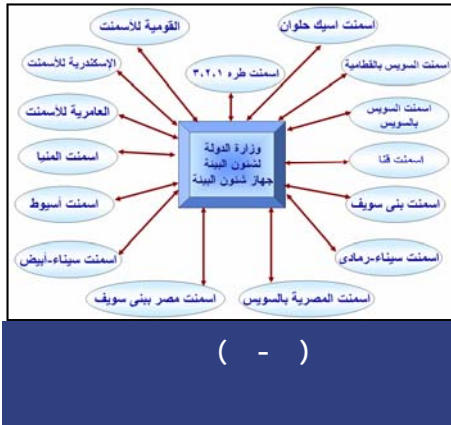 القومية للأسمنت
اسمنت اسيك حلوان
الإسكندرية للأسمنت
اسمنت طره ٣،٢،١
اسمنت السويس بالقطامية
العامرية للأسمنت
اسمنت السويس
بالسويس
وزارة الدولة
لشئون البيئة
جهاز شئون البيئة
اسمنت المنيا
اسمنت قنا
اسمنت أسيوط
اسمنت بنى سويف
اسمنت سيناء-أبيض
اسمنت سيناء-رمادى
اسمنت مصر ببنى سويف
اسمنت المصرية بالسويس
( - )